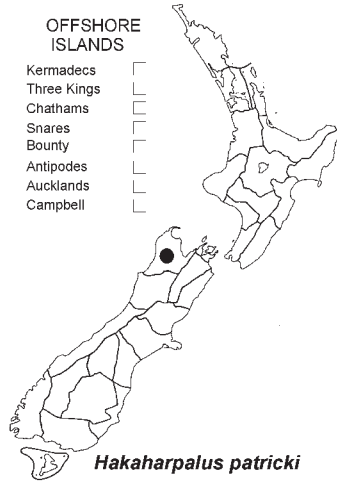 OFFSHORE
ISLANDS
Kermadecs
Three Kings
Chathams
Snares
Bounty
Antipodes
Aucklands
Campbell
Hakaharpalus patricki